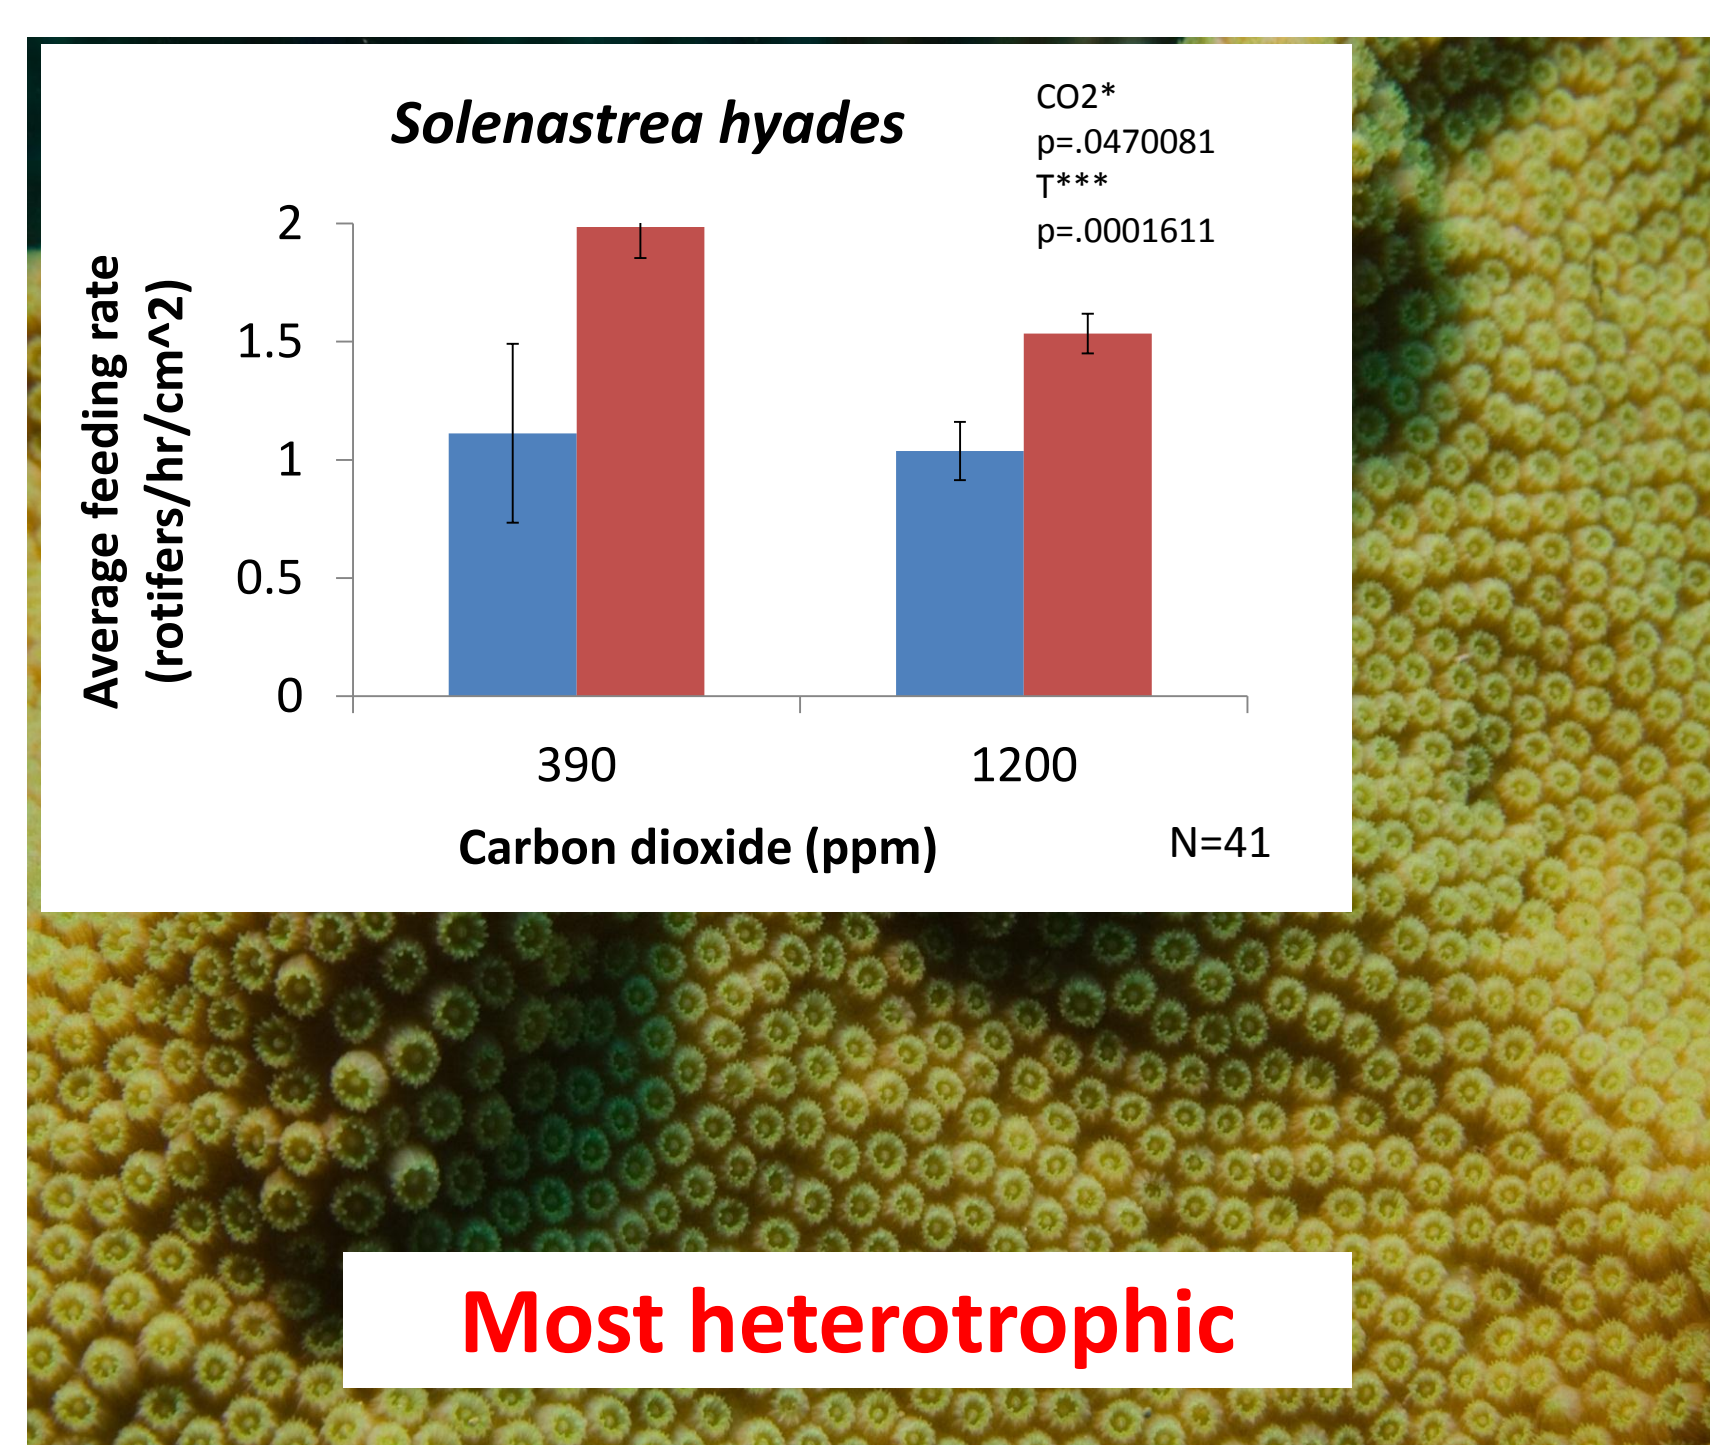 Solenastrea hyades
CO2*
p=.0470081
T***
p=.0001611
Average feeding rate
(rotifers/hr/cm^2)
2
1.5
1
0.5
0
390
1200
Carbon dioxide (ppm)
N=41
Most heterotrophic